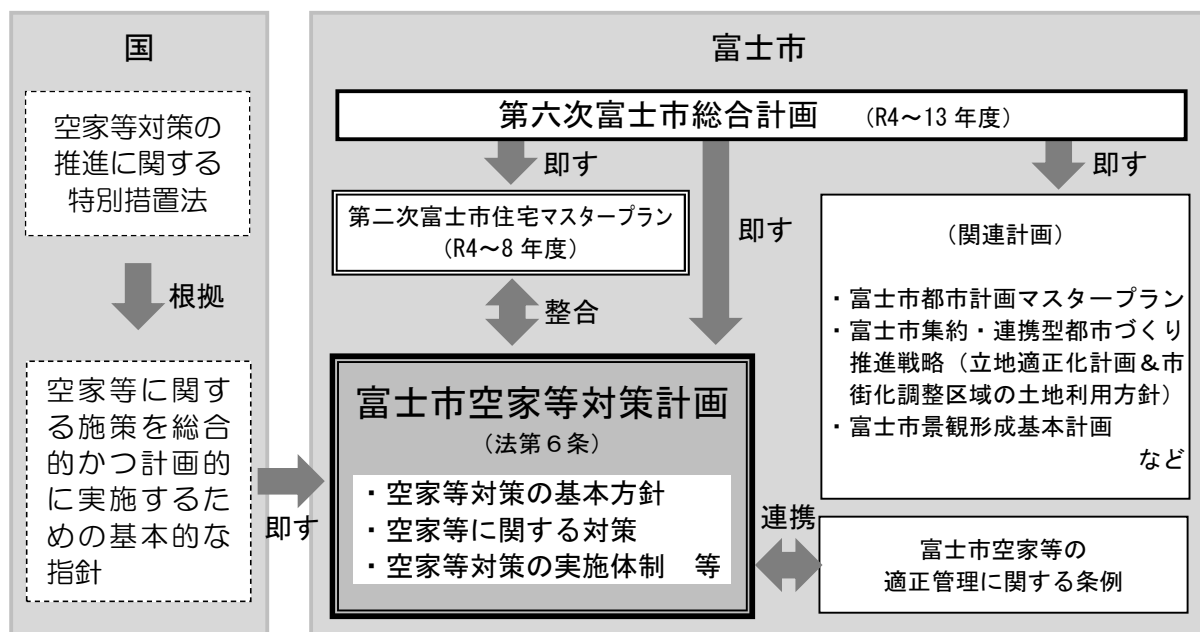 国
空家等対策の
推進に関する
特別措置法
根拠
空家等に関す
る施策を総合
的かつ計画的
に実施するた
めの基本的な
指針
即す
富士市
第六次富士市総合計画 (R4~13年度)
即す
即す
即す
第二次富士市住宅マスタープラン
(R4~8年度)
整合
富士市空家等対策計画
(法第6条)
・空家等対策の基本方針
・空家等に関する対策
・空家等対策の実施体制 等
(関連計画)
・富士市都市計画マスタープラン
・富士市集約・連携型都市づくり
推進戦略(立地適正化計画&市
街化調整区域の土地利用方針)
・富士市景観形成基本計画
など
連携
富士市空家等の
適正管理に関する条例